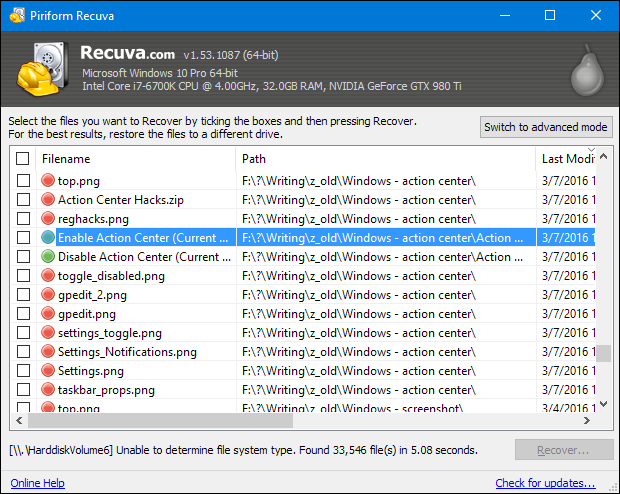 Piriform Recuva
Recuva.com v1.53.1087 (64-bit)
Microsoft Windows 10 Pro 64-bit
Intel Core i7-6700K CPU @ 4.00GHz, 32.0GB RAM, NVIDIA GeForce GTX 980 Ti
Select the files you want to Recover by ticking the boxes and then pressing Recover.
For the best results, restore the files to a different drive.
Switch to advanced mode
Filename Path Last Modi
top.png F:\?\Writing\z_old\Windows - action center\ 3/7/2016 1
Action Center Hacks.zip F:\?\Writing\z_old\Windows - action center\ 3/7/2016 1
reghacks.png F:\?\Writing\z_old\Windows - action center\ 3/7/2016 1
Enable Action Center (Current ... F:\?\Writing\z_old\Windows - action center\Action ... 3/7/2016 1
Disable Action Center (Current ... F:\?\Writing\z_old\Windows - action center\Action ... 3/7/2016 1
toggle_disabled.png F:\?\Writing\z_old\Windows - action center\ 3/7/2016 1
gpedit_2.png F:\?\Writing\z_old\Windows - action center\ 3/7/2016 1
gpedit.png F:\?\Writing\z_old\Windows - action center\ 3/7/2016 1
settings_toggle.png F:\?\Writing\z_old\Windows - action center\ 3/7/2016 1
Settings_Notifications.png F:\?\Writing\z_old\Windows - action center\ 3/7/2016 1
Settings.png F:\?\Writing\z_old\Windows - action center\ 3/7/2016 1
taskbar_props.png F:\?\Writing\z_old\Windows - action center\ 3/7/2016 1
top.png F:\?\Writing\z_old\Windows - screenshot\ 3/4/2016 1
[\\.\HarddiskVolume6] Unable to determine file system type. Found 33,546 file(s) in 5.08 seconds.
Recover...
Online Help
Check for updates...